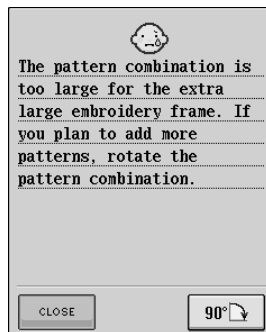 The pattern combination is
too large for the extra
large embroidery frame. If
you plan to add more
patterns, rotate the
pattern combination.
CLOSE
90°